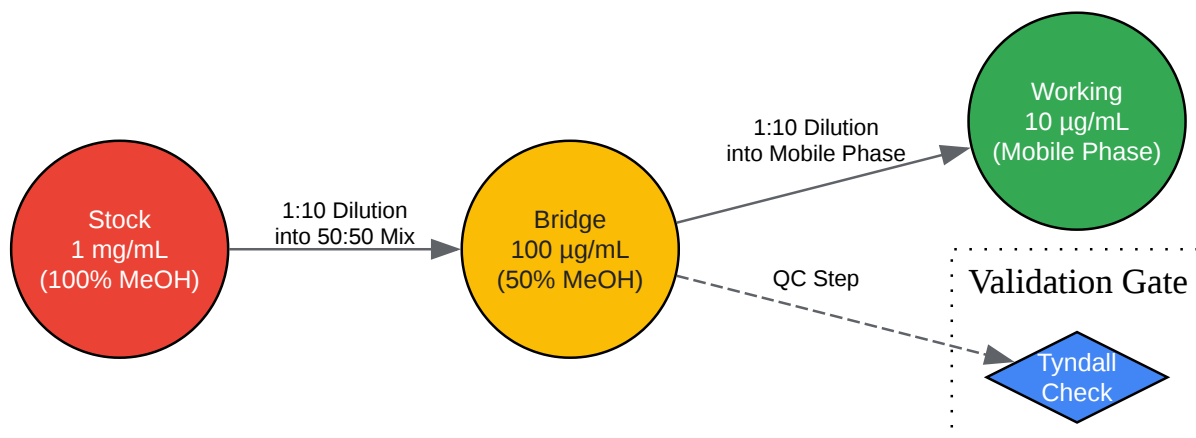 Stock
1 mg/mL
(100% MeOH)
1:10 Dilution
into 50:50 Mix
Bridge
100 µg/mL
(50% MeOH)
1:10 Dilution
into Mobile Phase
Working
10 µg/mL
(Mobile Phase)
QC Step
Validation Gate
Tyndall
Check